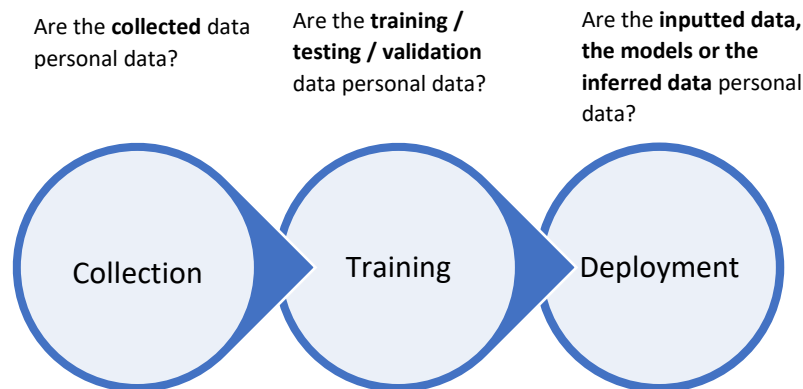 Are the collected data
personal data?
Are the training /
testing / validation
data personal data?
Are the inputted data,
the models or the
inferred data personal
data?
Collection
Training
Deployment